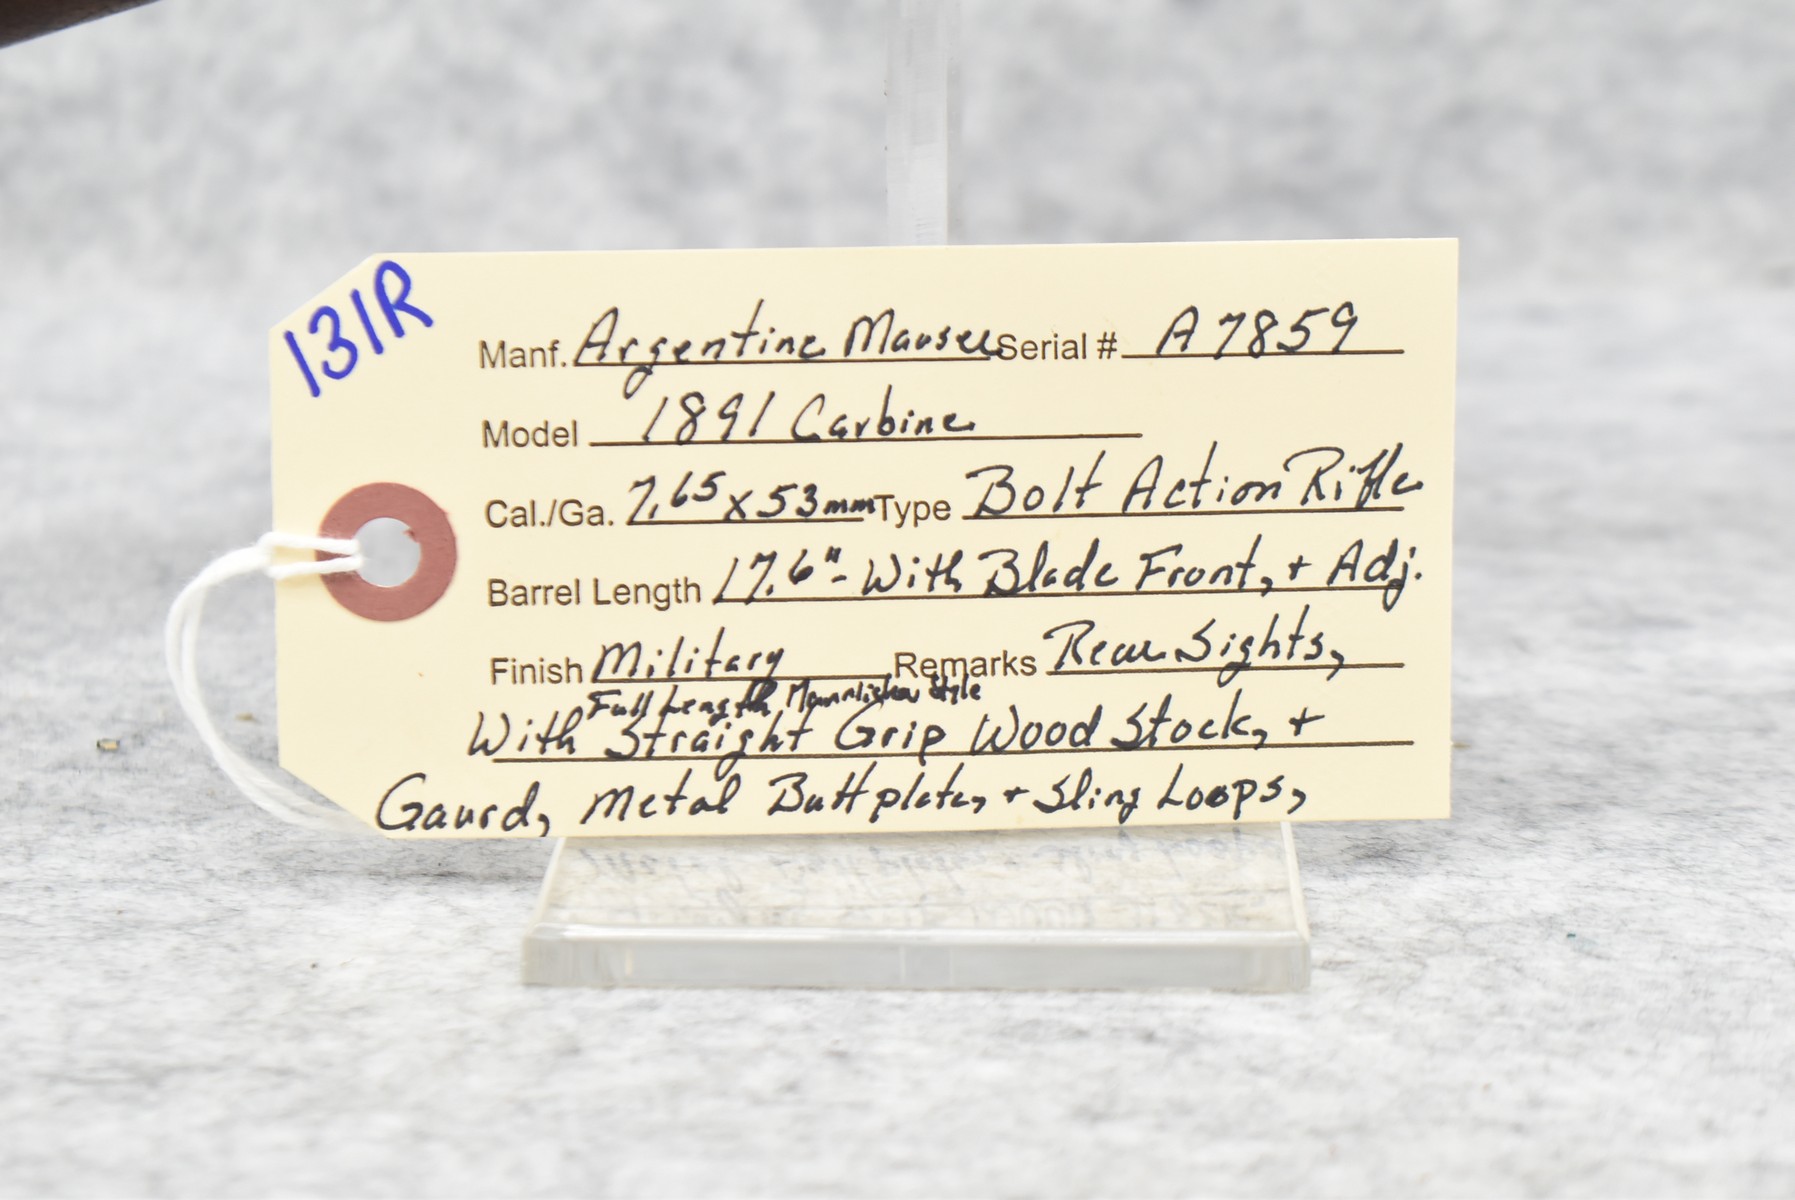 131R
Manf. Argentine Mauser Serial # A7859
Model 1891 Carbine
Cal./Ga. 7.65x53mm Type Bolt Action Rifle
Barrel Length 17.6"- With Blade Front, + Adj.
Finish Military Remarks Rear Sights,
Full Length Mannlicher Style
With Straight Grip Wood Stock, +
Gaurd, Metal Buttplate, + Sling Loops,